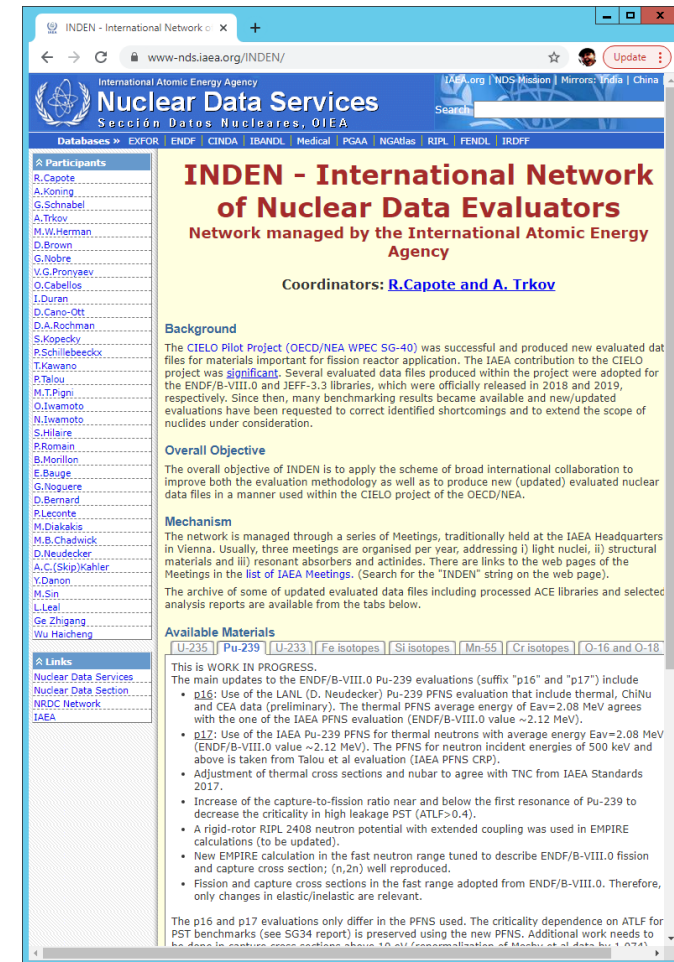 INDEN - International Network o
www-nds.iaea.org/INDEN/
Update
International Atomic Energy Agency
Nuclear Data Services
Sección Datos Nucleares, OIEA
IAEA.org | NDS Mission | Mirrors: India | China
Search
Databases » EXFOR | ENDF | CINDA | IBANDL | Medical | PGAA | NGAtlas | RIPL | FENDL | IRDFF
Participants
R.Capote
A.Koning
G.Schnabel
A.Trkov
M.W.Herman
D.Brown
G.Nobre
V.G.Pronyaev
O.Cabellos
I.Duran
D.Cano-Ott
D.A.Rochman
S.Kopecky
P.Schillebeeckx
T.Kawano
P.Talou
M.T.Pigni
O.Iwamoto
N.Iwamoto
S.Hilaire
P.Romain
B.Morillon
E.Bauge
G.Noguere
D.Bernard
P.Leconte
M.Diakakis
M.B.Chadwick
D.Neudecker
A.C.(Skip)Kahler
Y.Danon
M.Sin
L.Leal
Ge Zhigang
Wu Haicheng
Links
Nuclear Data Services
Nuclear Data Section
NRDC Network
IAEA
INDEN - International Network
of Nuclear Data Evaluators
Network managed by the International Atomic Energy
Agency
Coordinators: R.Capote and A. Trkov
Background
The CIELO Pilot Project (OECD/NEA WPEC SG-40) was successful and produced new evaluated dat
files for materials important for fission reactor application. The IAEA contribution to the CIELO
project was significant. Several evaluated data files produced within the project were adopted for
the ENDF/B-VIII.0 and JEFF-3.3 libraries, which were officially released in 2018 and 2019,
respectively. Since then, many benchmarking results became available and new/updated
evaluations have been requested to correct identified shortcomings and to extend the scope of
nuclides under consideration.
Overall Objective
The overall objective of INDEN is to apply the scheme of broad international collaboration to
improve both the evaluation methodology as well as to produce new (updated) evaluated nuclear
data files in a manner used within the CIELO project of the OECD/NEA.
Mechanism
The network is managed through a series of Meetings, traditionally held at the IAEA Headquarters
in Vienna. Usually, three meetings are organised per year, addressing i) light nuclei, ii) structural
materials and iii) resonant absorbers and actinides. There are links to the web pages of the
Meetings in the list of IAEA Meetings. (Search for the "INDEN" string on the web page).
The archive of some of updated evaluated data files including processed ACE libraries and selected
analysis reports are available from the tabs below.
Available Materials
U-235 Pu-239 U-233 Fe isotopes Si isotopes Mn-55 Cr isotopes O-16 and O-18
This is WORK IN PROGRESS.
The main updates to the ENDF/B-VIII.0 Pu-239 evaluations (suffix "p16" and "p17") include
• p16: Use of the LANL (D. Neudecker) Pu-239 PFNS evaluation that include thermal, ChiNu
and CEA data (preliminary). The thermal PFNS average energy of Eav=2.08 MeV agrees
with the one of the IAEA PFNS evaluation (ENDF/B-VIII.0 value ~2.12 MeV).
• p17: Use of the IAEA Pu-239 PFNS for thermal neutrons with average energy Eav=2.08 MeV
(ENDF/B-VIII.0 value ~2.12 MeV). The PFNS for neutron incident energies of 500 keV and
above is taken from Talou et al evaluation (IAEA PFNS CRP).
• Adjustment of thermal cross sections and nubar to agree with TNC from IAEA Standards
2017.
• Increase of the capture-to-fission ratio near and below the first resonance of Pu-239 to
decrease the criticality in high leakage PST (ATLF>0.4).
• A rigid-rotor RIPL 2408 neutron potential with extended coupling was used in EMPIRE
calculations (to be updated).
• New EMPIRE calculation in the fast neutron range tuned to describe ENDF/B-VIII.0 fission
and capture cross section; (n,2n) well reproduced.
• Fission and capture cross sections in the fast range adopted from ENDF/B-VIII.0. Therefore,
only changes in elastic/inelastic are relevant.
The p16 and p17 evaluations only differ in the PFNS used. The criticality dependence on ATLF for
PST benchmarks (see SG34 report) is preserved using the new PFNS. Additional work needs to
be done in capture cross sections above 10 eV (renormalization of Mosby et al data by 1.074)